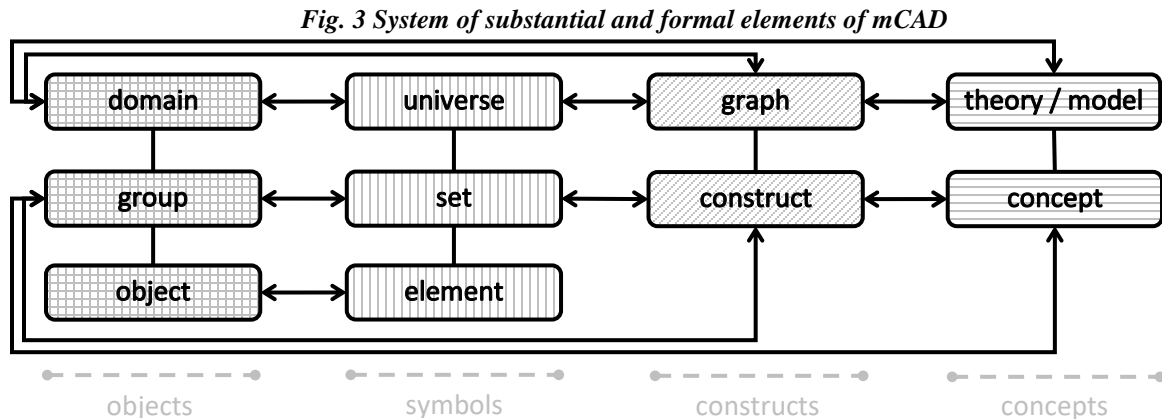 Fig. 3 System of substantial and formal elements of mCAD
domain universe graph theory / model
group set construct concept
object element
objects symbols constructs concepts